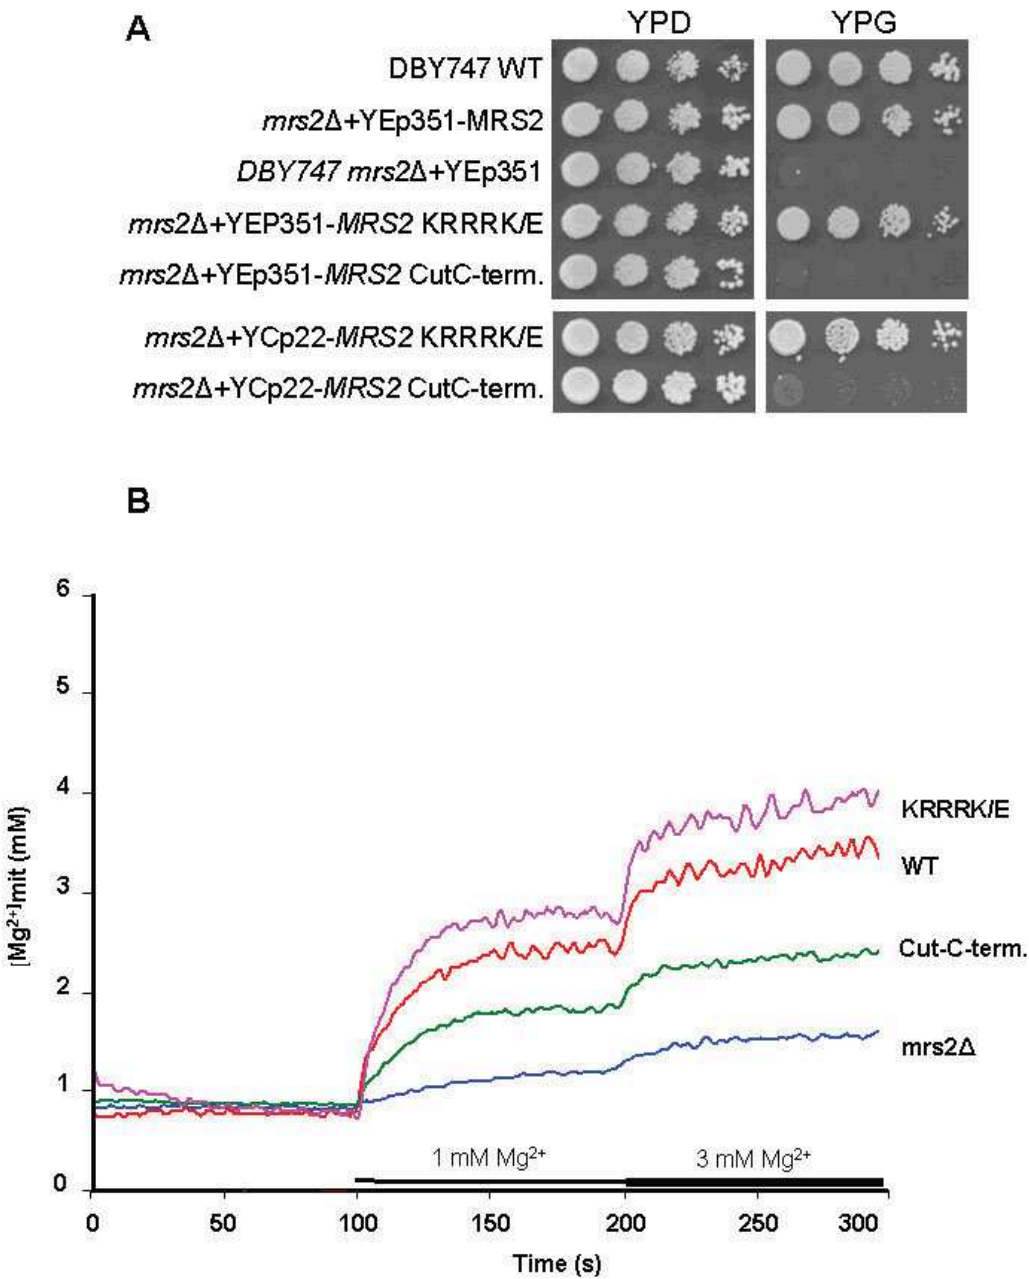 A
YPD YPG
DBY747 WT
mrs2Δ+YEp351-MRS2
DBY747 mrs2Δ+YEp351
mrs2Δ+YEP351-MRS2 KRRRK/E
mrs2Δ+YEp351-MRS2 CutC-term.
mrs2Δ+YCp22-MRS2 KRRRK/E
mrs2Δ+YCp22-MRS2 CutC-term.
B
6
5
4
3
2
1
0
[Mg²⁺]mit (mM)
KRRRK/E
WT
Cut-C-term.
mrs2Δ
1 mM Mg²⁺ 3 mM Mg²⁺
0 50 100 150 200 250 300
Time (s)